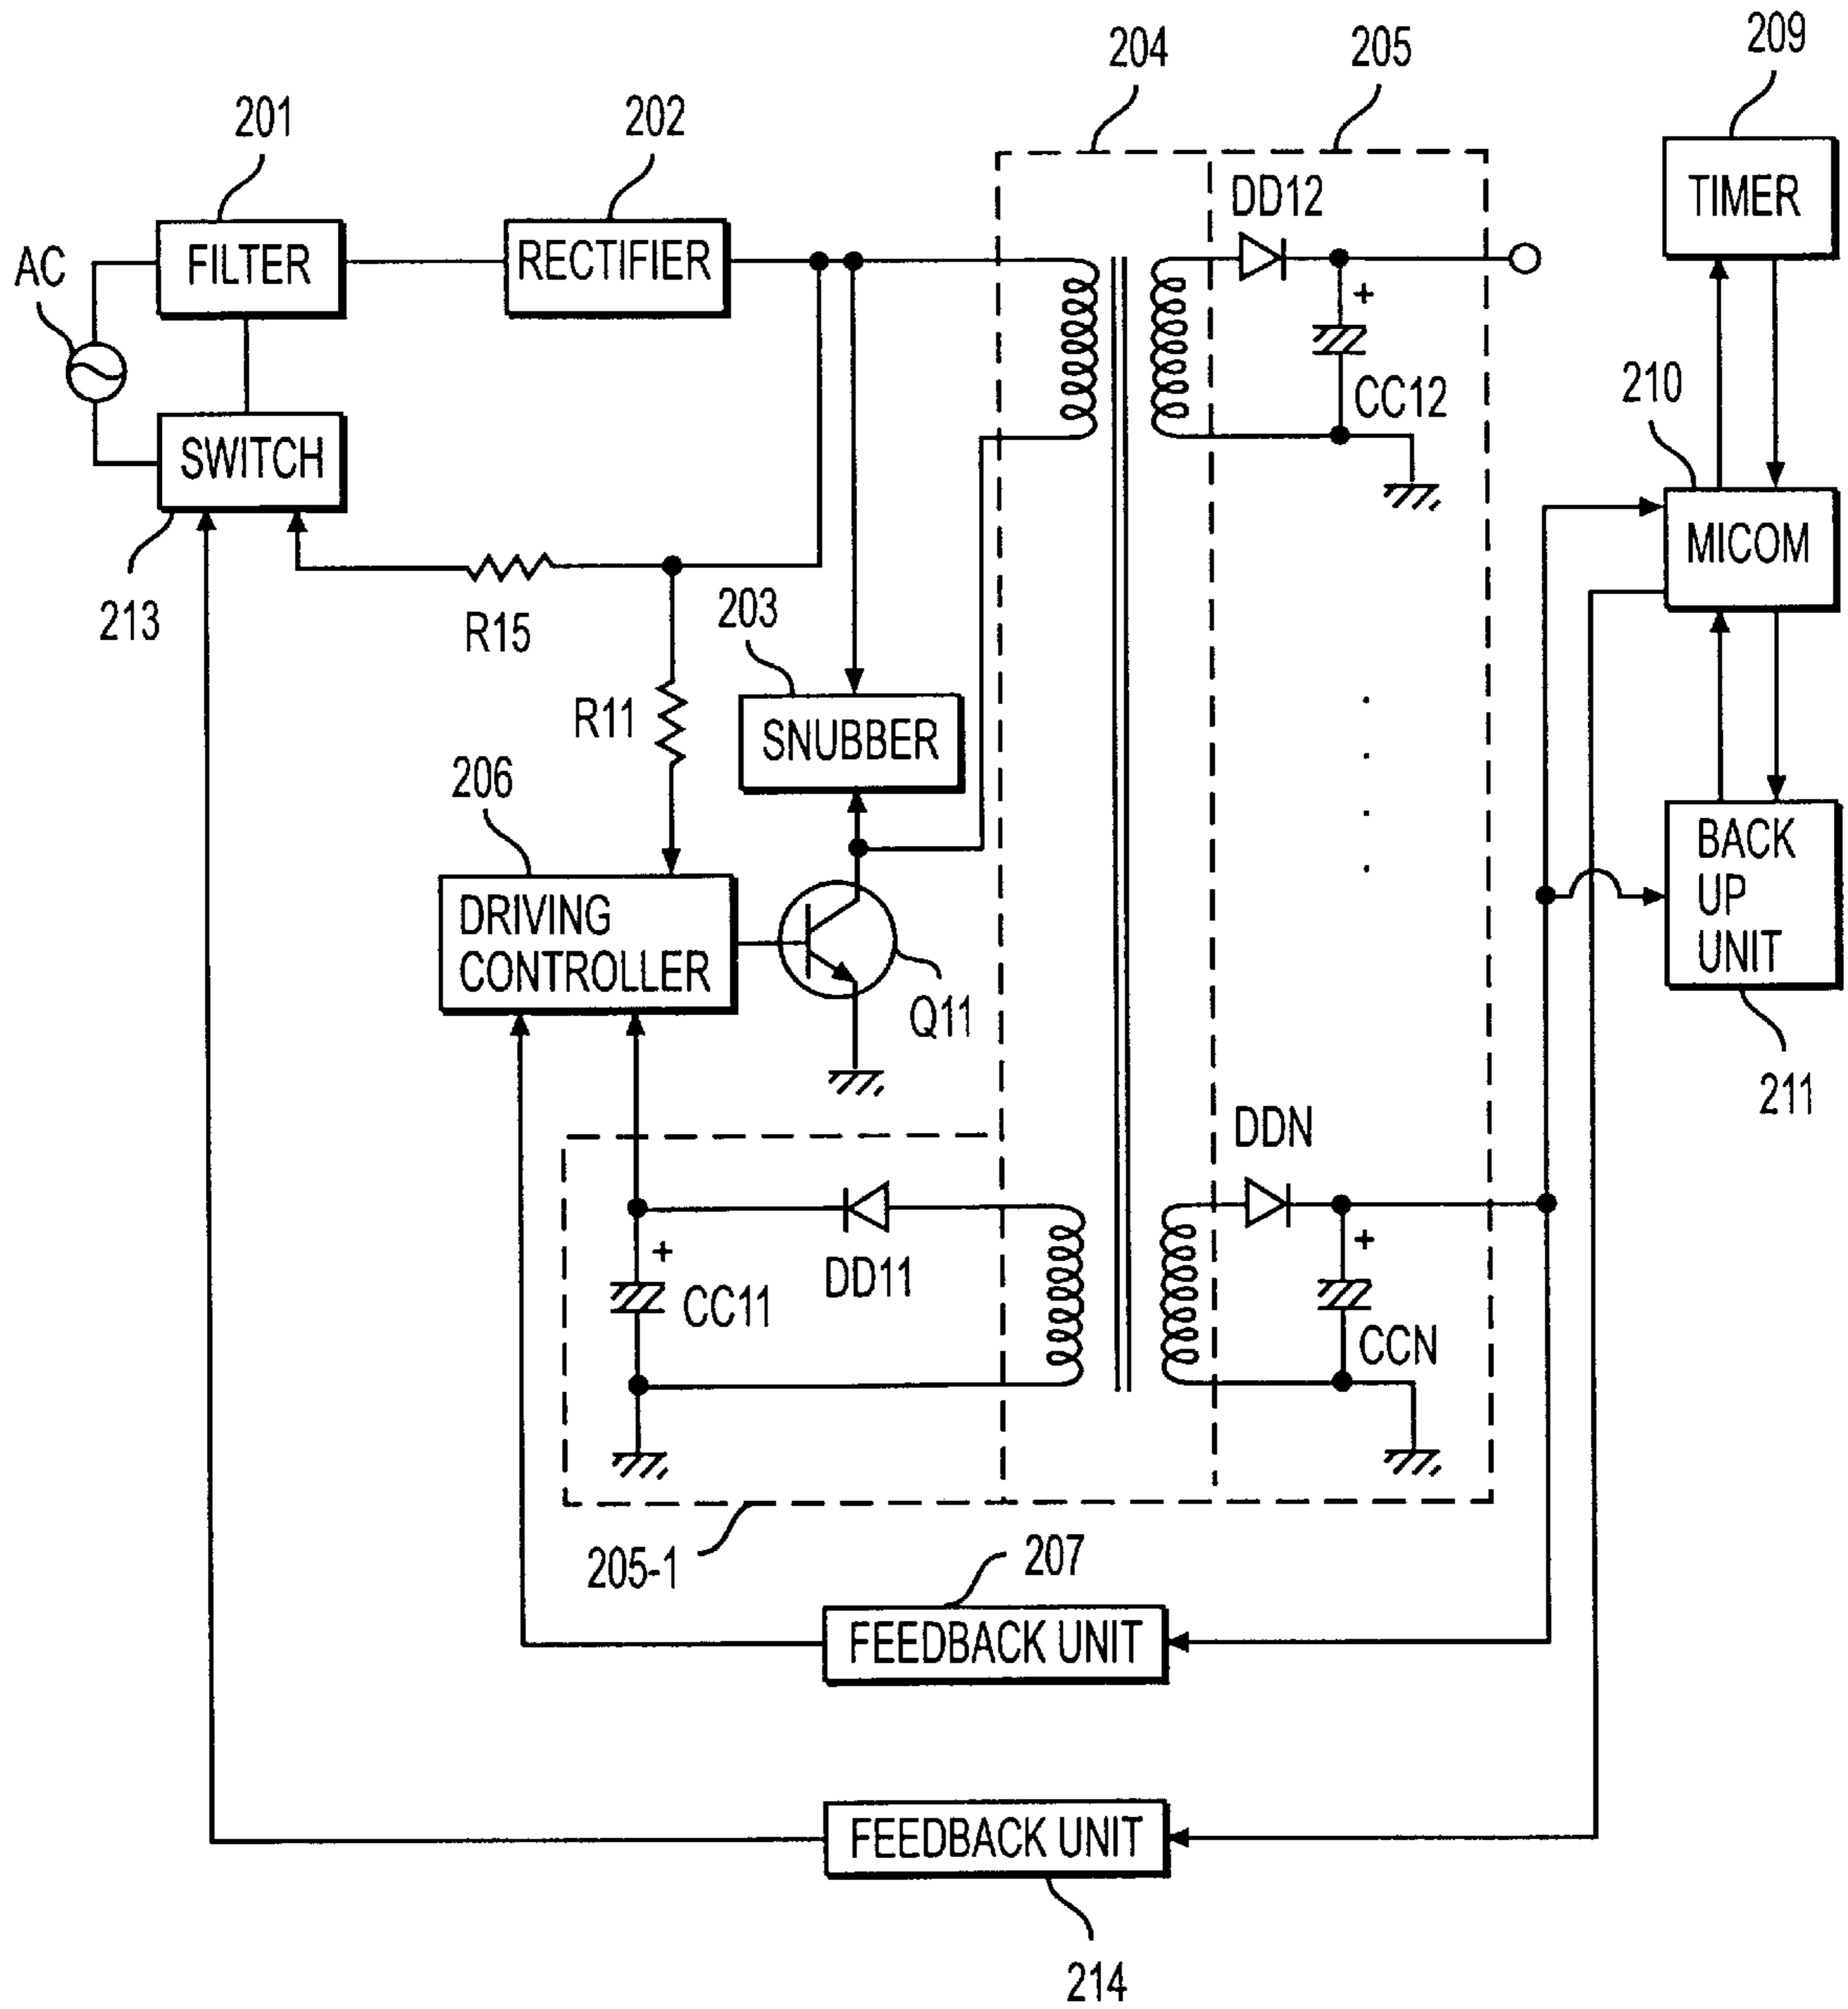 204
205
209
201
202
DD12
TIMER
AC
FILTER
RECTIFIER
+
CC12
210
SWITCH
MICOM
213
R15
203
R11
SNUBBER
206
BACK
UP
UNIT
DRIVING
CONTROLLER
Q11
211
DDN
+
DD11
+
CC11
CCN
205-1
207
FEEDBACK UNIT
FEEDBACK UNIT
214